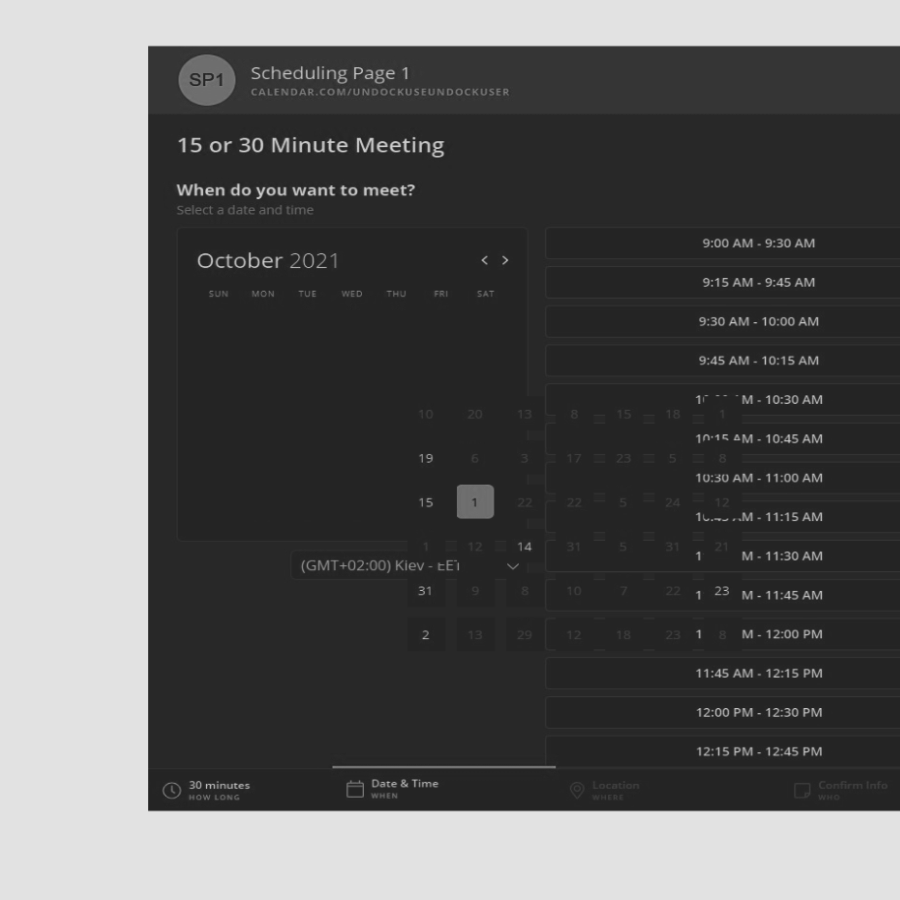 SP1
Scheduling Page 1
CALENDAR.COM/UNDOCKUSEUNDOCKUSER
15 or 30 Minute Meeting
When do you want to meet?
Select a date and time
October 2021
SUN MON TUE WED THU FRI SAT
10 20 13 8 15 18 1
19 6 3 17 23 5 8
15 1 22 22 5 24 12
1 12 14 31 5 31 21
31 9 8 10 7 22 23
2 13 29 12 18 23 8
(GMT+02:00) Kiev - EET
9:00 AM - 9:30 AM
9:15 AM - 9:45 AM
9:30 AM - 10:00 AM
9:45 AM - 10:15 AM
M - 10:30 AM
10:15 AM - 10:45 AM
10:30 AM - 11:00 AM
M - 11:15 AM
1 M - 11:30 AM
1 M - 11:45 AM
1 M - 12:00 PM
11:45 AM - 12:15 PM
12:00 PM - 12:30 PM
12:15 PM - 12:45 PM
30 minutes
HOW LONG
Date & Time
WHEN
Location
WHERE
Confirm Info
WHO